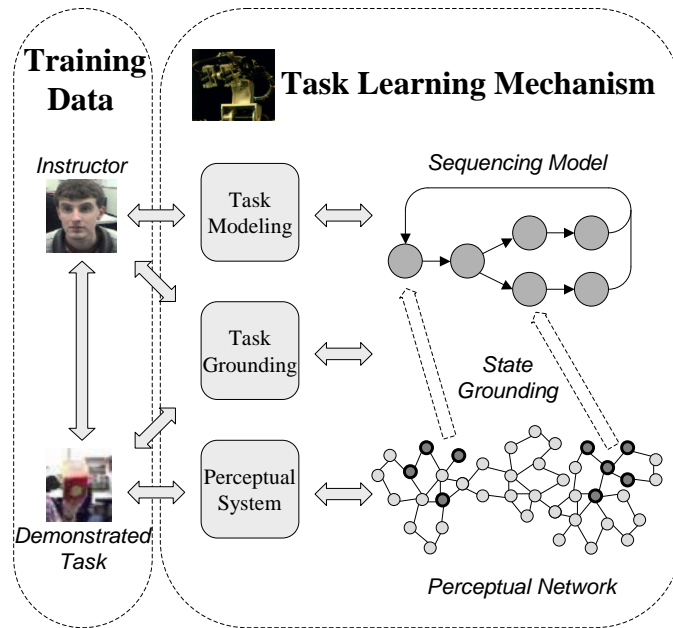 Training
Data
Task Learning Mechanism
Instructor
Sequencing Model
Task
Modeling
Task
Grounding
State
Grounding
Perceptual
System
Demonstrated
Task
Perceptual Network